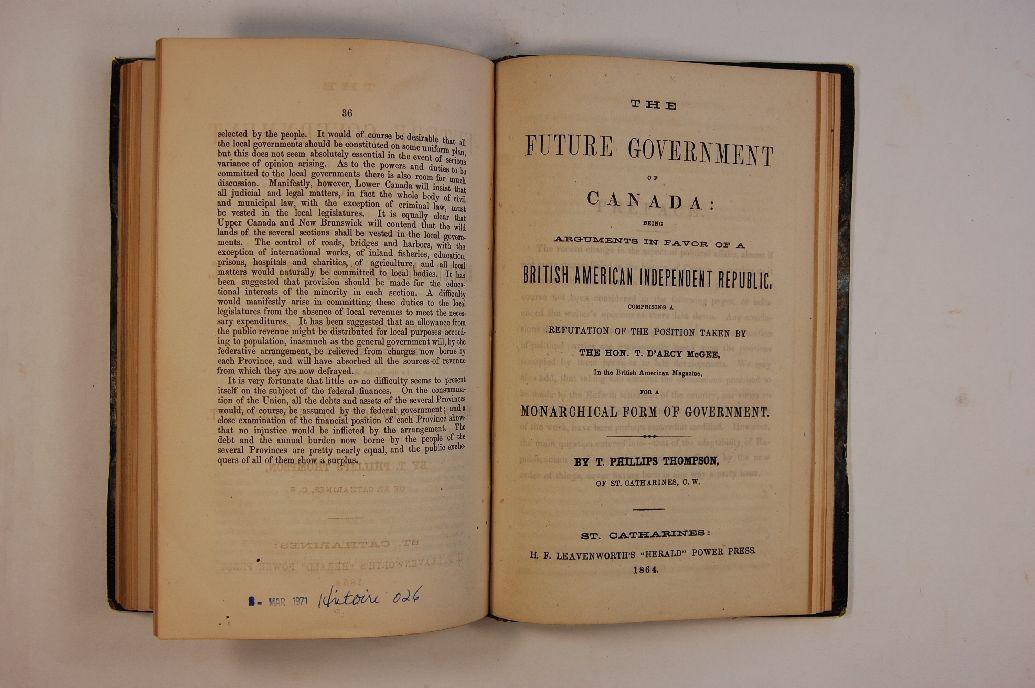 36
selected by the people. It would of course be desirable that all
the local governments should be constituted on some uniform plan,
but this does not seem absolutely essential in the event of serious
variance of opinion arising. As to the powers and duties to be
committed to the local governments there is also room for much
discussion. Manifestly, however, Lower Canada will insist that
all judicial and legal matters, in fact the whole body of civil
and municipal law, with the exception of criminal law, must
be vested in the local legislatures. It is equally clear that
Upper Canada and New Brunswick will contend that the wild
lands of the several sections shall be vested in the local govern-
ments. The control of roads, bridges and harbors, with the
exception of international works, of inland fisheries, education,
prisons, hospitals and charities, of agriculture, and all local
matters would naturally be committed to local bodies. It has
been suggested that provision should be made for the educa-
tional interests of the minority in each section. A difficulty
would manifestly arise in committing these duties to the local
legislatures from the absence of local revenues to meet the neces-
sary expenditures. It has been suggested that an allowance from
the public revenue might be distributed for local purposes accord-
ing to population, inasmuch as the general government will, by the
federative arrangement, be relieved from charges now borne by
each Province, and will have absorbed all the sources of revenue
from which they are now defrayed.
It is very fortunate that little or no difficulty seems to present
itself on the subject of the federal finances. On the consumma-
tion of the Union, all the debts and assets of the several Provinces
would, of course, be assumed by the federal government; and a
close examination of the financial position of each Province shows
that no injustice would be inflicted by the arrangement. The
debt and the annual burden now borne by the people of the
several Provinces are pretty nearly equal, and the public exche-
quers of all of them show a surplus.
MAR 1971 Histoire 026
THE
FUTURE GOVERNMENT
OF
CANADA:
BEING
ARGUMENTS IN FAVOR OF A
BRITISH AMERICAN INDEPENDENT REPUBLIC,
COMPRISING A
REFUTATION OF THE POSITION TAKEN BY
THE HON. T. D'ARCY McGEE,
In the British American Magazine,
FOR A
MONARCHICAL FORM OF GOVERNMENT.
BY T. PHILLIPS THOMPSON,
OF ST. CATHARINES, C. W.
ST. CATHARINES:
H. F. LEAVENWORTH'S "HERALD" POWER PRESS.
1864.